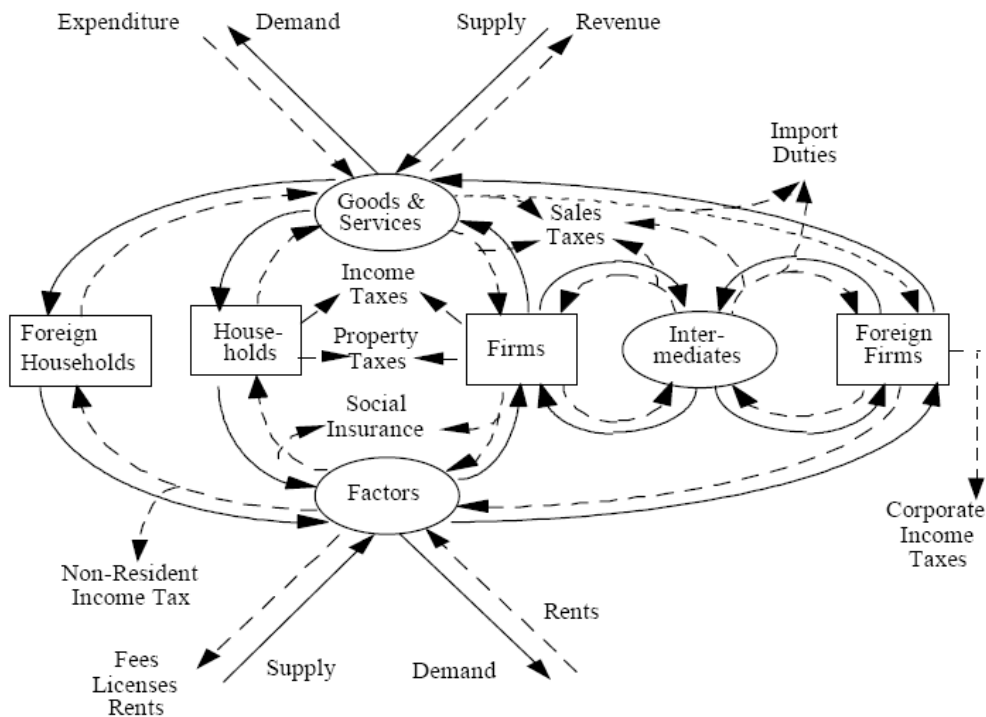 Expenditure
Demand
Supply
Revenue
Import
Duties
Goods &
Services
Sales
Taxes
Income
Taxes
Foreign
Households
House-
holds
Property
Taxes
Firms
Inter-
mediates
Foreign
Firms
Social
Insurance
Factors
Corporate
Income
Taxes
Non-Resident
Income Tax
Rents
Fees
Licenses
Rents
Supply
Demand